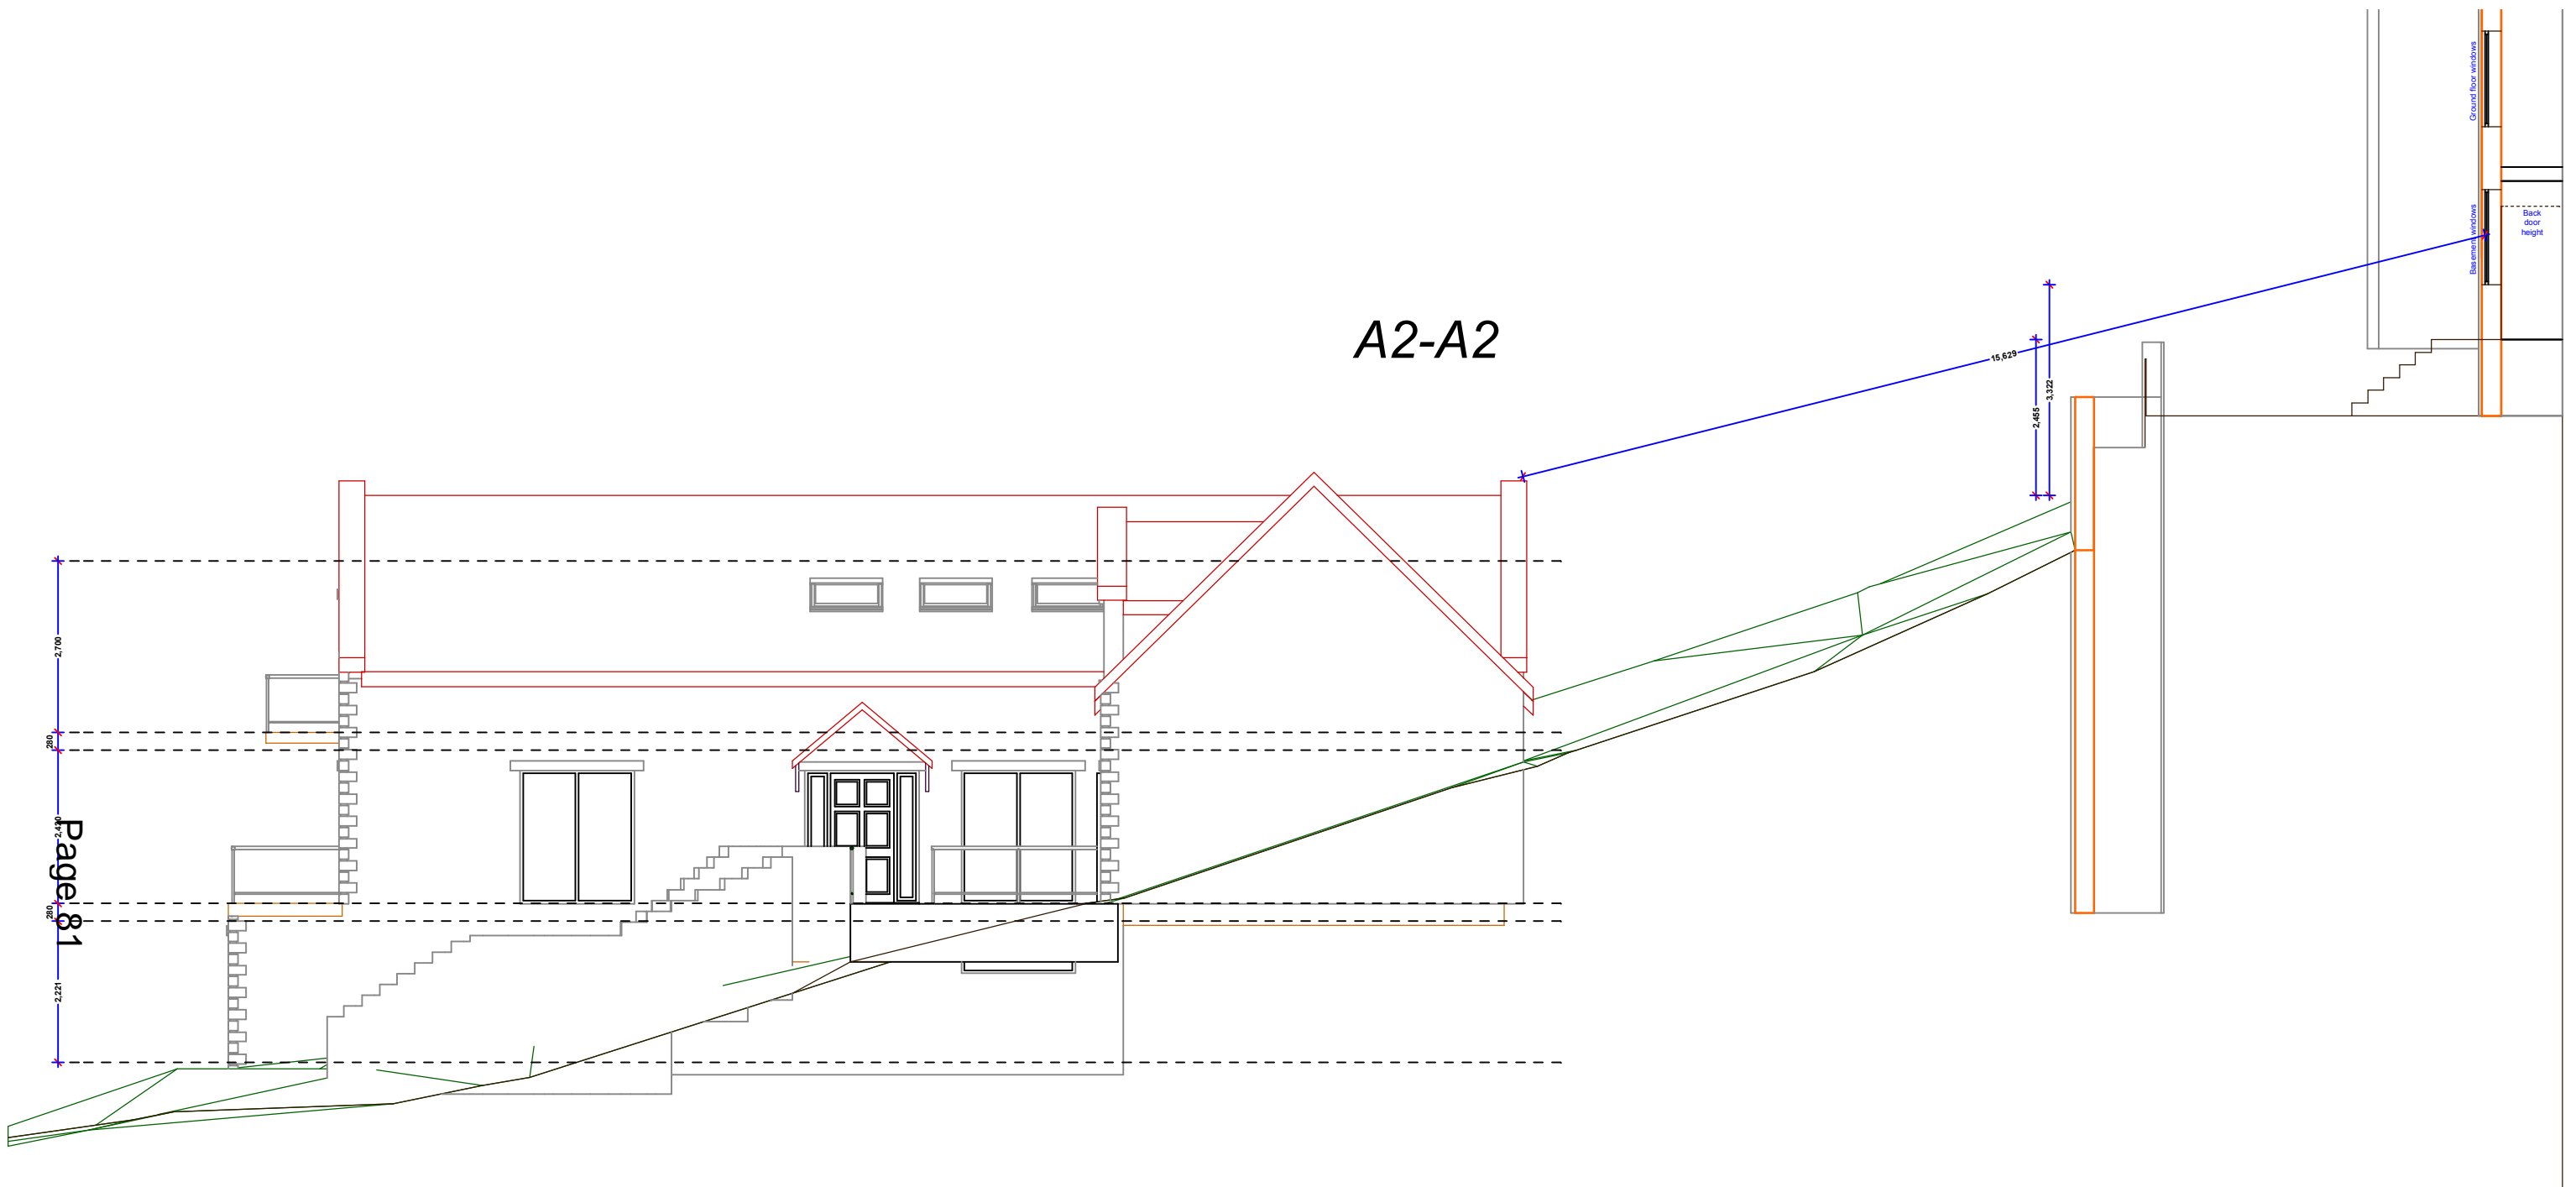 A2-A2
Ground floor windows
Basement windows
Back
door
height
15,629
2,455
3,322
2,700
280
2,420
280
2,221
Page 81